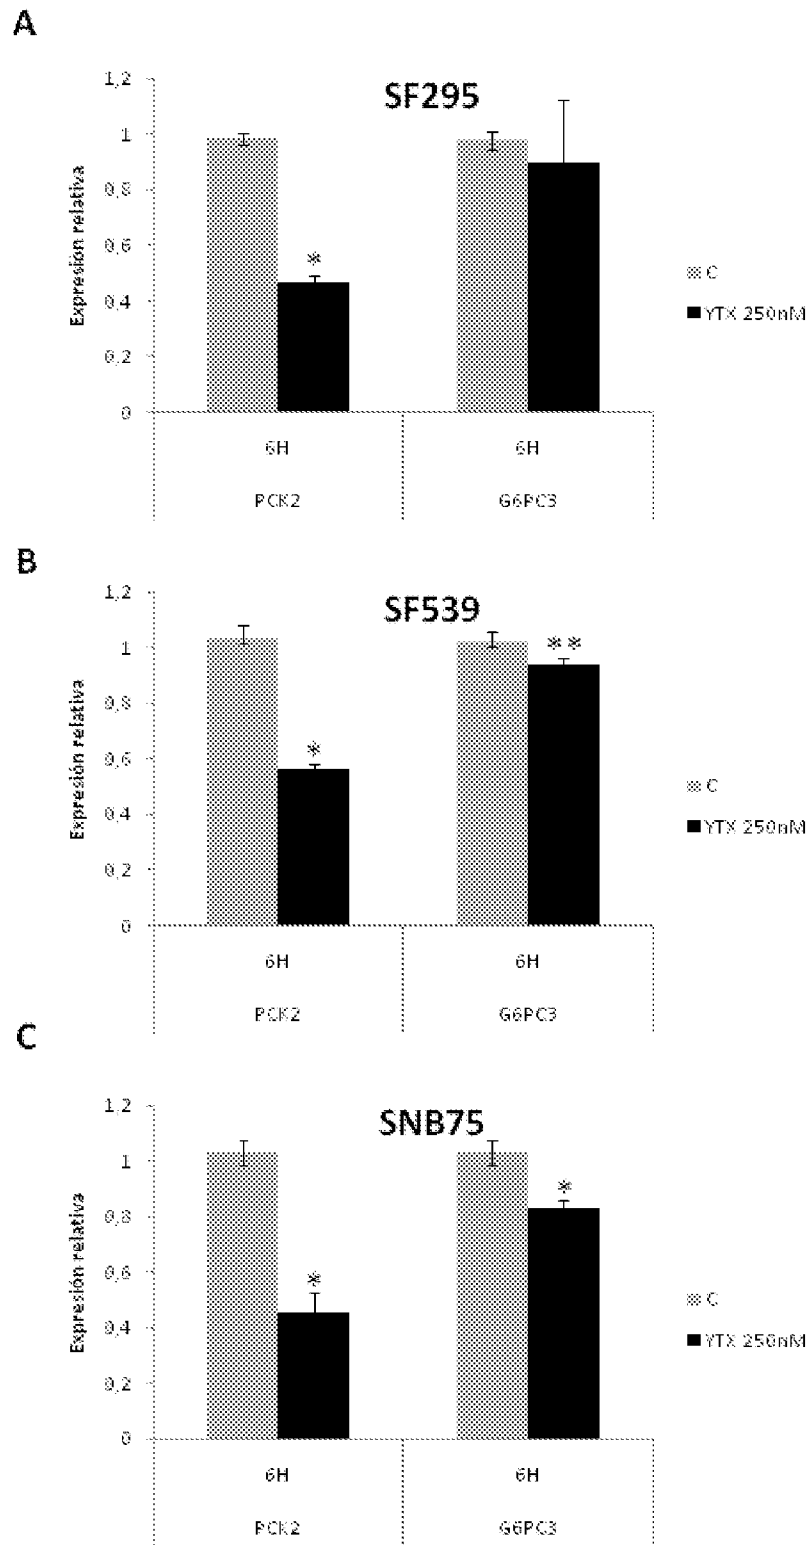 A
SF295
1,2
1
0,8
0,6
0,4
0,2
0
Expresión relativa
*
C
YTX 250nM
6H
6H
PCK2
G6PC3
B
SF539
1,2
1
0,8
0,6
0,4
0,2
0
Expresión relativa
*
**
C
YTX 250nM
6H
6H
PCK2
G6PC3
C
SNB75
1,2
1
0,8
0,6
0,4
0,2
0
Expresión relativa
*
*
C
YTX 250nM
6H
6H
PCK2
G6PC3